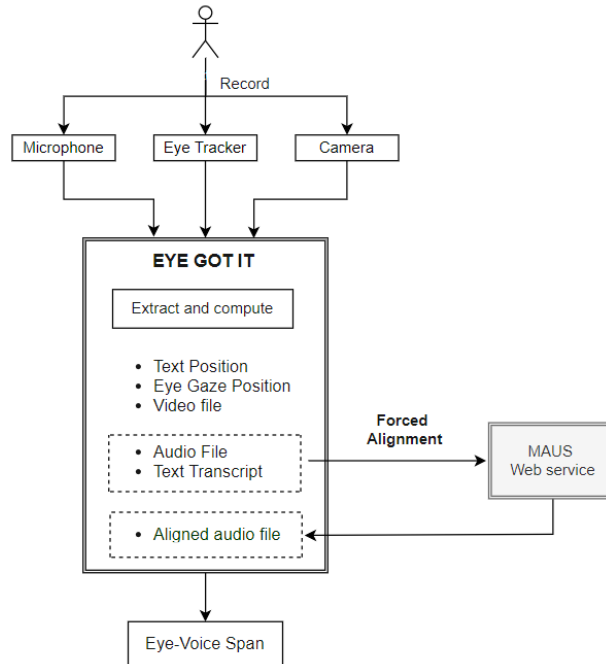 Record
Microphone
Eye Tracker
Camera
EYE GOT IT
Extract and compute
• Text Position
• Eye Gaze Position
• Video file
Forced
Alignment
• Audio File
• Text Transcript
MAUS
Web service
• Aligned audio file
Eye-Voice Span